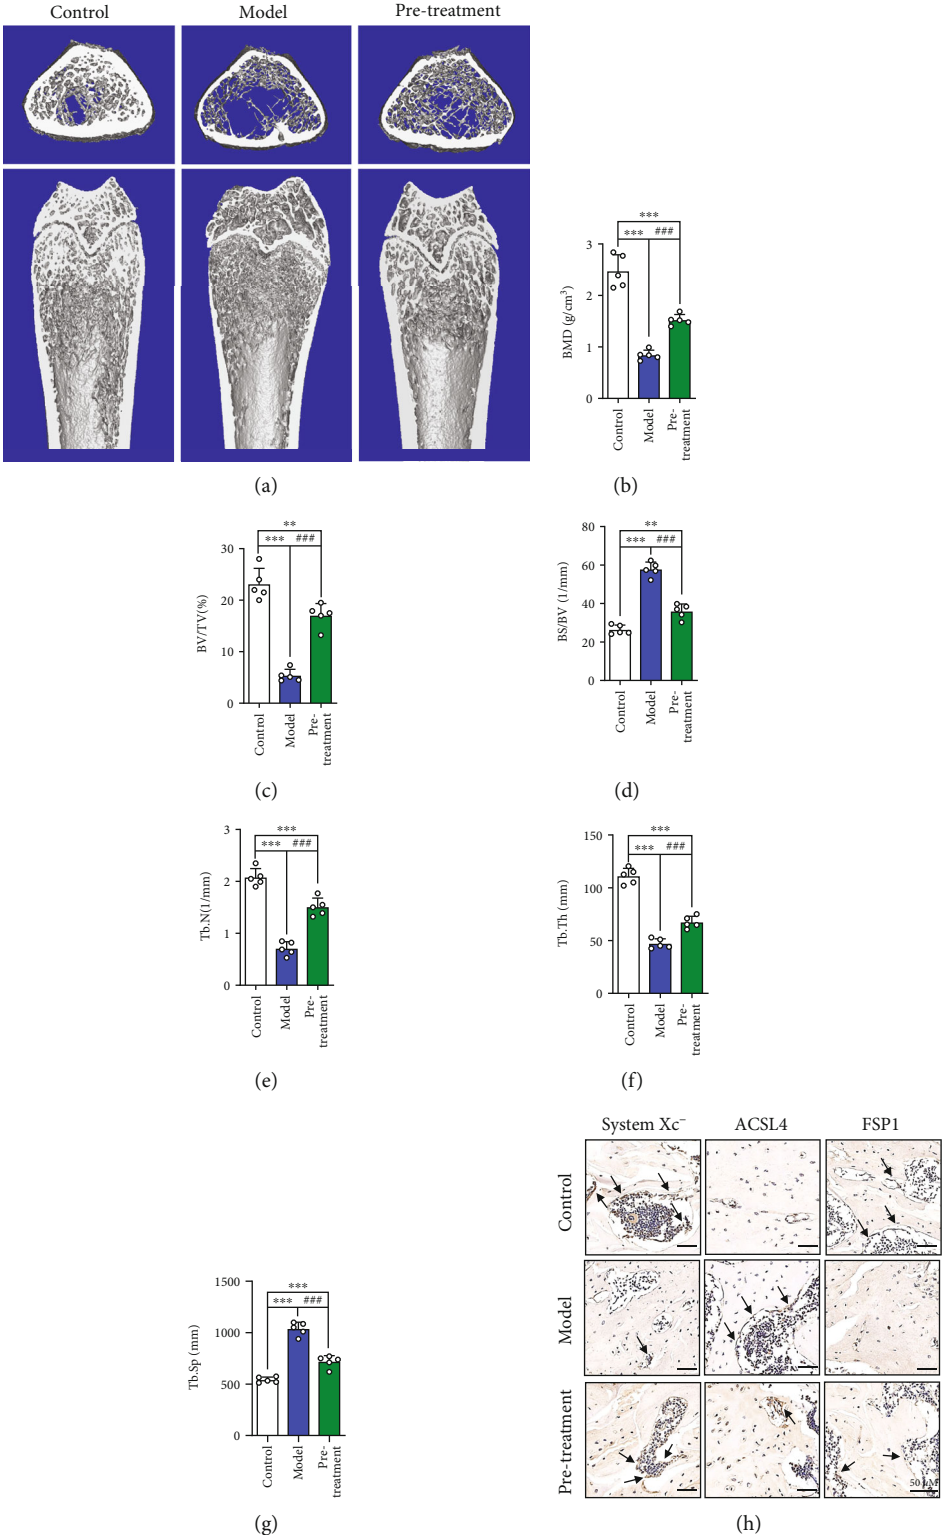 Control Model Pre-treatment
(a)
***
*** ###
BMD (g/cm³)
3
2
1
0
Control
Model
Pre-
treatment
(b)
**
*** ###
BV/TV(%)
30
20
10
0
Control
Model
Pre-
treatment
(c)
**
*** ###
BS/BV (1/mm)
80
60
40
20
0
Control
Model
Pre-
treatment
(d)
***
*** ###
Tb.N(1/mm)
3
2
1
0
Control
Model
Pre-
treatment
(e)
***
*** ###
Tb.Th (mm)
150
100
50
0
Control
Model
Pre-
treatment
(f)
***
*** ###
Tb.Sp (mm)
1500
1000
500
0
Control
Model
Pre-
treatment
(g)
System Xc⁻ ACSL4 FSP1
Control
Model
Pre-treatment
50 μM
(h)